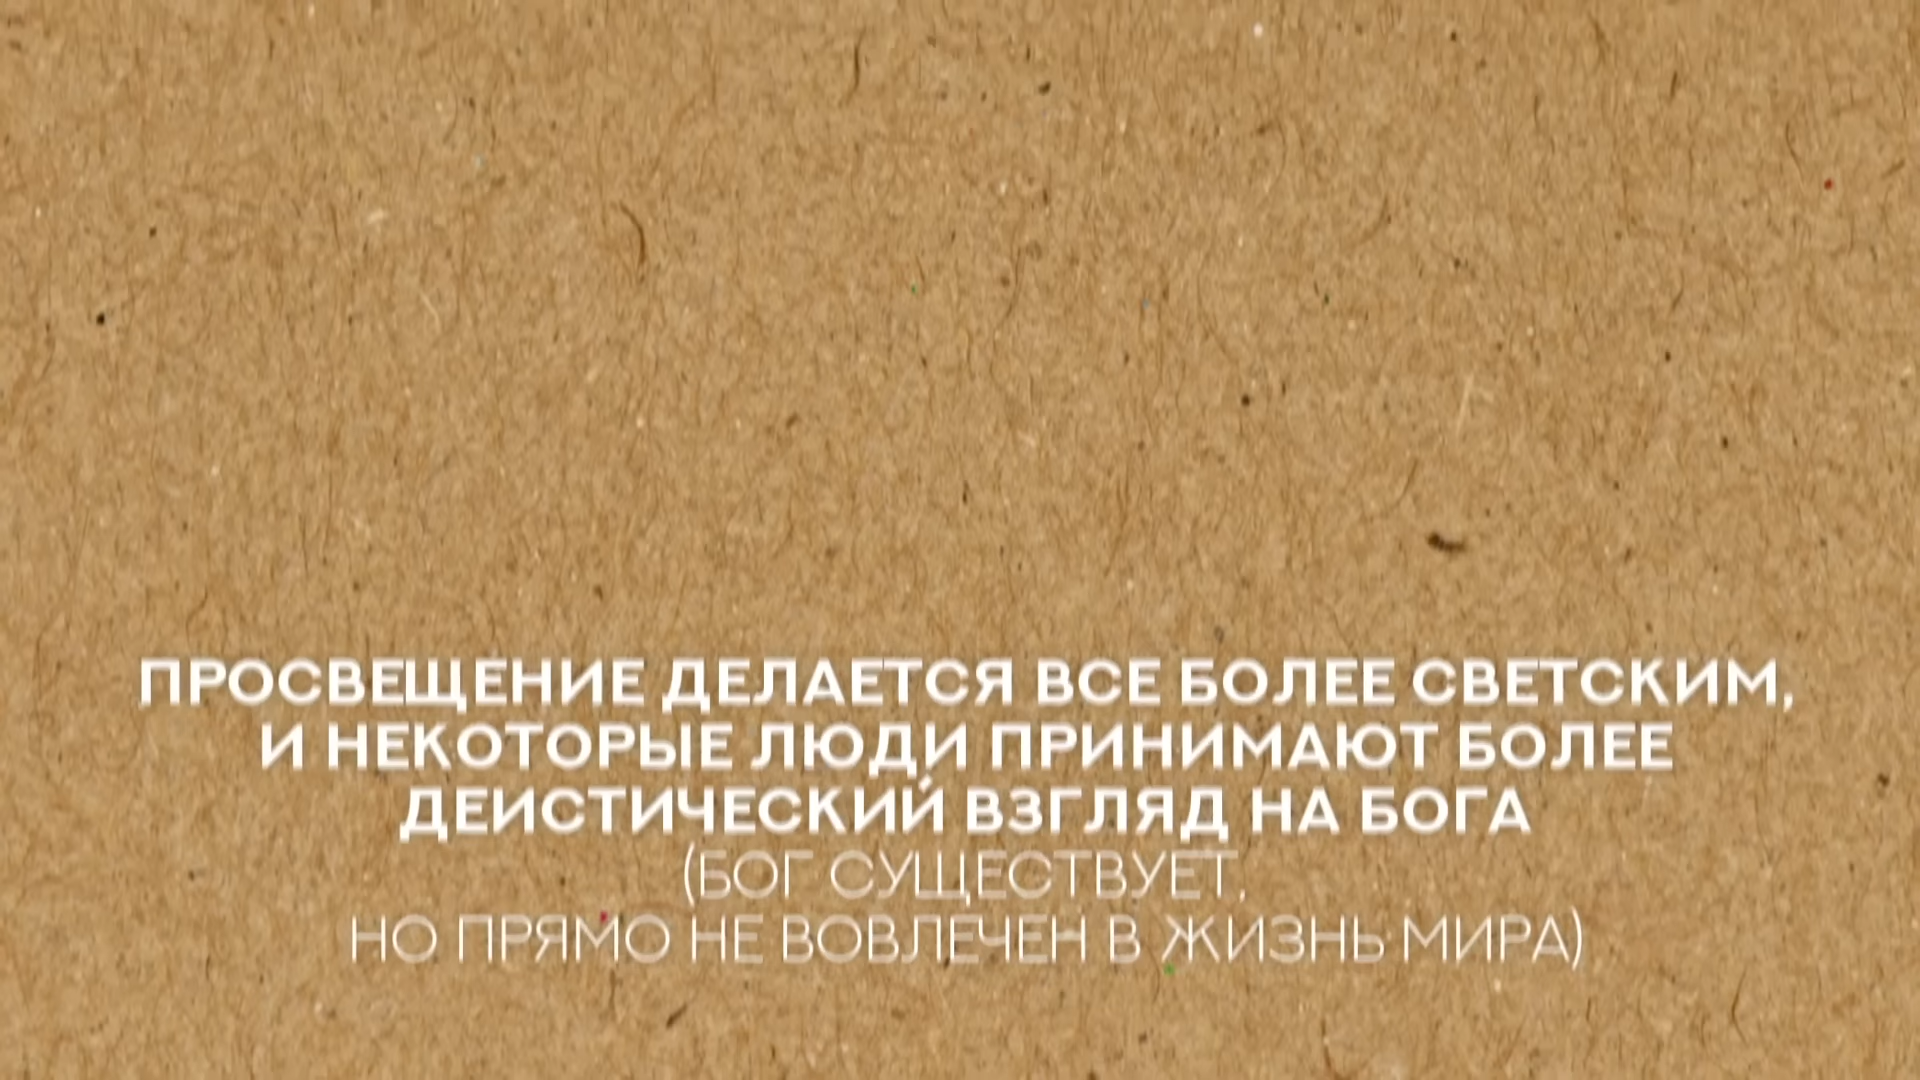 ПРОСВЕЩЕНИЕ ДЕЛАЕТСЯ ВСЕ БОЛЕЕ СВЕТСКИМ,
И НЕКОТОРЫЕ ЛЮДИ ПРИНИМАЮТ БОЛЕЕ
ДЕИСТИЧЕСКИЙ ВЗГЛЯД НА БОГА
(БОГ СУЩЕСТВУЕТ,
НО ПРЯМО НЕ ВОВЛЕЧЕН В ЖИЗНЬ МИРА)